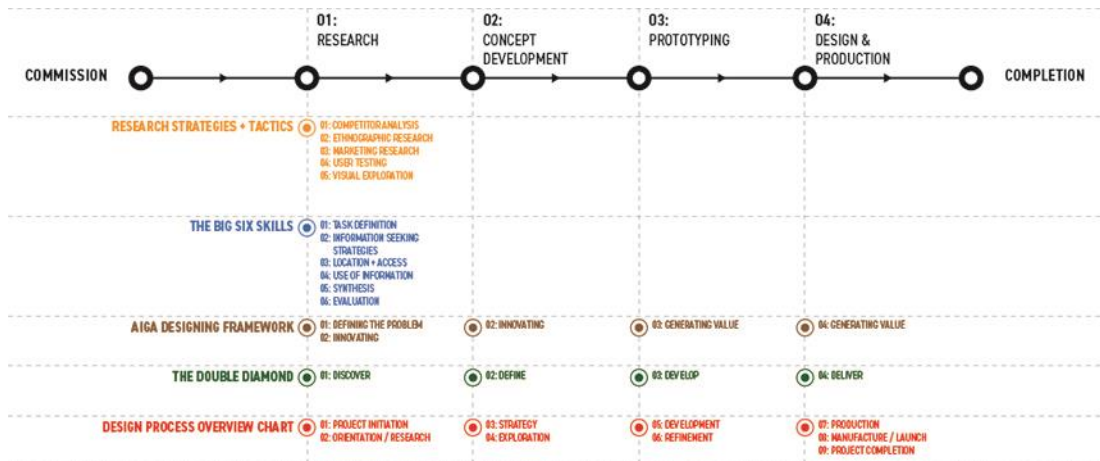 01:
RESEARCH
02:
CONCEPT
DEVELOPMENT
03:
PROTOTYPING
04:
DESIGN &
PRODUCTION
COMMISSION
COMPLETION
RESEARCH STRATEGIES + TACTICS
01: COMPETITOR ANALYSIS
02: ETHNOGRAPHIC RESEARCH
03: MARKETING RESEARCH
04: USER TESTING
05: VISUAL EXPLORATION
THE BIG SIX SKILLS
01: TASK DEFINITION
02: INFORMATION SEEKING
STRATEGIES
03: LOCATION + ACCESS
04: USE OF INFORMATION
05: SYNTHESIS
06: EVALUATION
AIGA DESIGNING FRAMEWORK
01: DEFINING THE PROBLEM
02: INNOVATING
02: INNOVATING
03: GENERATING VALUE
04: GENERATING VALUE
THE DOUBLE DIAMOND
01: DISCOVER
02: DEFINE
03: DEVELOP
04: DELIVER
DESIGN PROCESS OVERVIEW CHART
01: PROJECT INITIATION
02: ORIENTATION / RESEARCH
03: STRATEGY
04: EXPLORATION
05: DEVELOPMENT
06: REFINEMENT
07: PRODUCTION
08: MANUFACTURE / LAUNCH
09: PROJECT COMPLETION